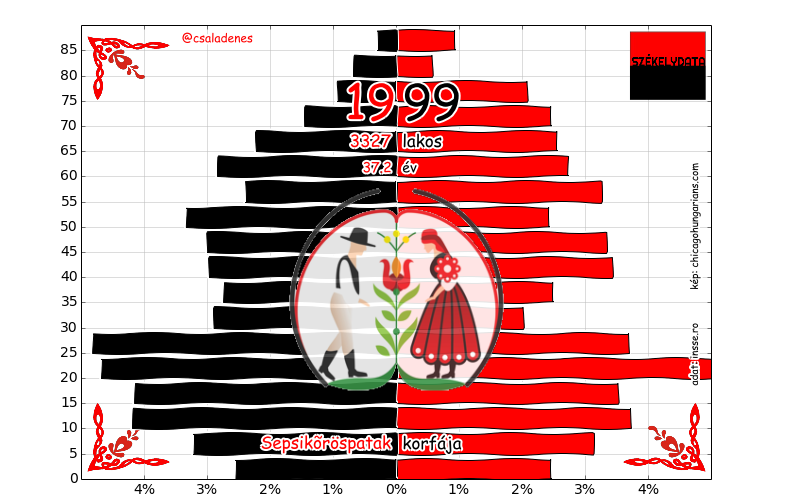 @csaladenes
SZÉKELYDATA
1999
3327 lakos
37,2 év
kép: chicagohungarians.com
adat: insse.ro
Sepsikőröspatak korfája
85
80
75
70
65
60
55
50
45
40
35
30
25
20
15
10
5
0
4% 3% 2% 1% 0% 1% 2% 3% 4%